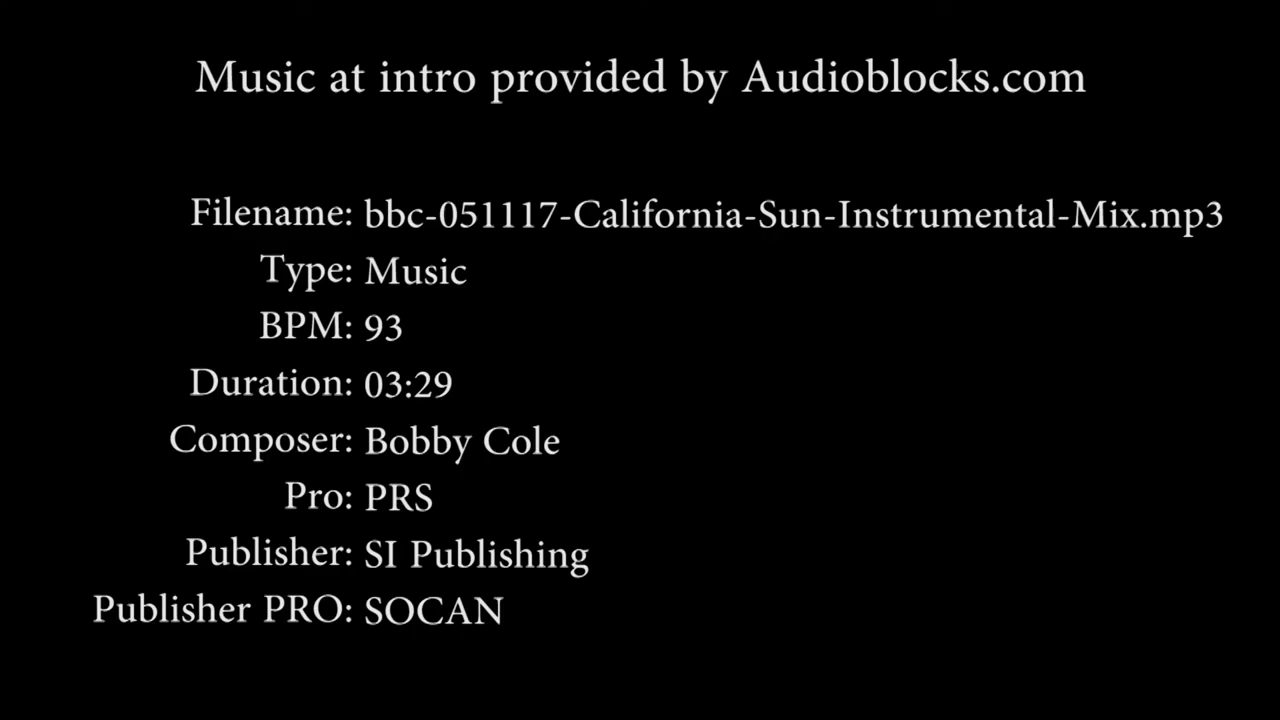 Music at intro provided by Audioblocks.com
Filename: bbc-051117-California-Sun-Instrumental-Mix.mp3
Type: Music
BPM: 93
Duration: 03:29
Composer: Bobby Cole
Pro: PRS
Publisher: SI Publishing
Publisher PRO: SOCAN